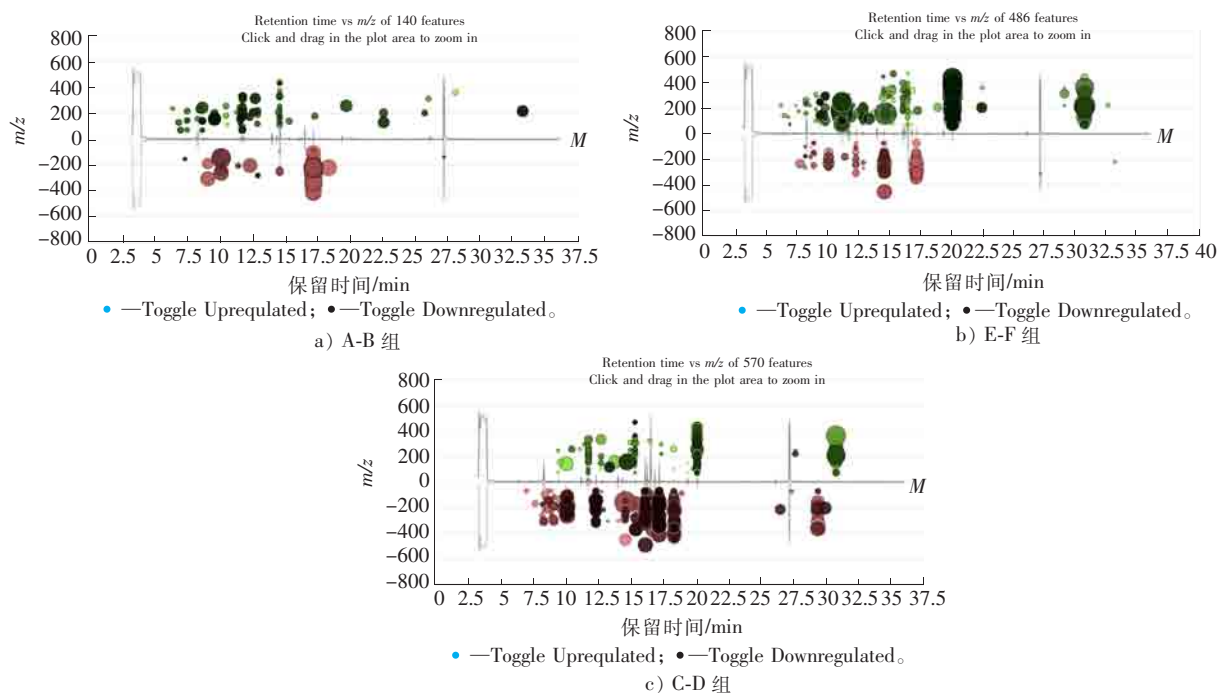 Retention time vs m/z of 140 features
Click and drag in the plot area to zoom in
800
600
400
200
0
−200
−400
−600
−800
m/z
M
0 2.5 5 7.5 10 12.5 15 17.5 20 22.5 25 27.5 30 32.5 35 37.5
保留时间/min
—Toggle Uprequlated；●—Toggle Downregulated。
a）A-B 组
Retention time vs m/z of 486 features
Click and drag in the plot area to zoom in
800
600
400
200
0
−200
−400
−600
−800
m/z
M
0 2.5 5 7.5 10 12.5 15 17.5 20 22.5 25 27.5 30 32.5 35 37.5 40
保留时间/min
—Toggle Uprequlated；●—Toggle Downregulated。
b）E-F 组
Retention time vs m/z of 570 features
Click and drag in the plot area to zoom in
800
600
400
200
0
−200
−400
−600
−800
m/z
M
0 2.5 5 7.5 10 12.5 15 17.5 20 22.5 25 27.5 30 32.5 35 37.5
保留时间/min
—Toggle Uprequlated；●—Toggle Downregulated。
c）C-D 组